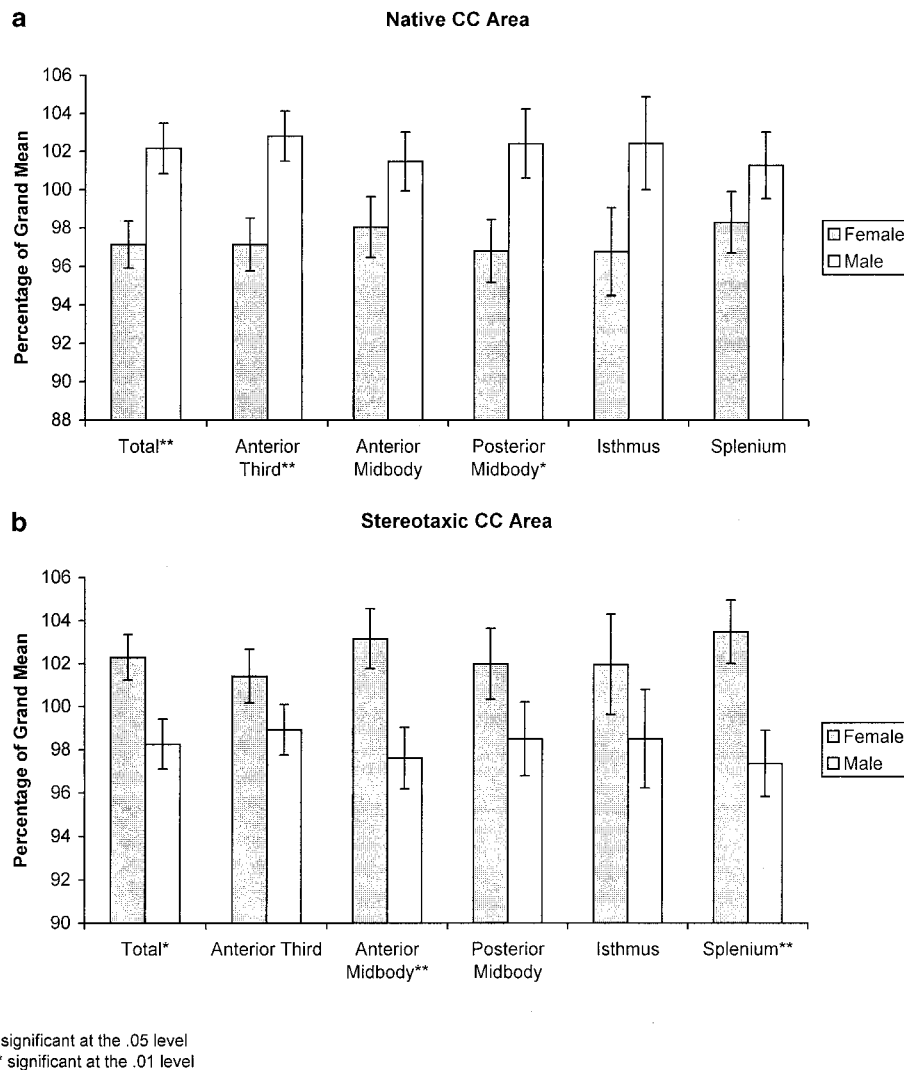 a
Native CC Area
Percentage of Grand Mean
106
104
102
100
98
96
94
92
90
88
Total**
Anterior
Third**
Anterior
Midbody
Posterior
Midbody*
Isthmus
Splenium
Female
Male
b
Stereotaxic CC Area
Percentage of Grand Mean
106
104
102
100
98
96
94
92
90
Total*
Anterior Third
Anterior
Midbody**
Posterior
Midbody
Isthmus
Splenium**
Female
Male
significant at the .05 level
* significant at the .01 level